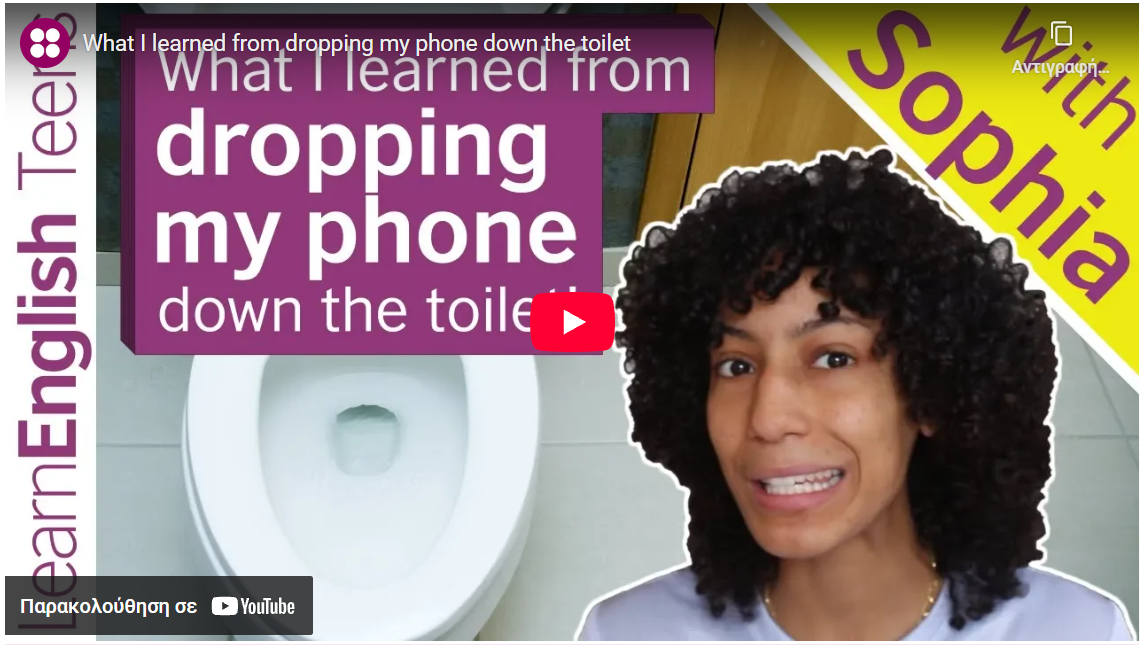 What I learned from dropping my phone down the toilet
Αντιγραφή...
What I learned from
dropping
my phone
down the
With
Sophia
LearnEnglish Teens
Παρακολούθηση σε YouTube